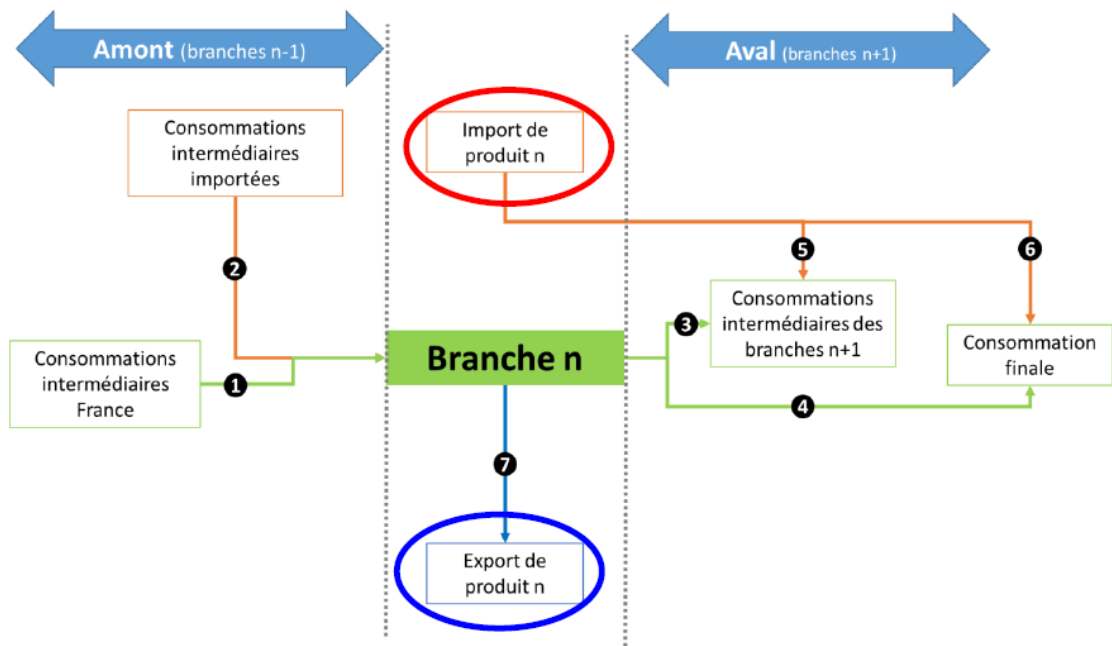 Amont (branches n-1)
Aval (branches n+1)
Consommations
intermédiaires
importées
Import de
produit n
2
5
6
Consommations
intermédiaires
France
1
Branche n
3
Consommations
intermédiaires des
branches n+1
Consommation
finale
4
7
Export de
produit n